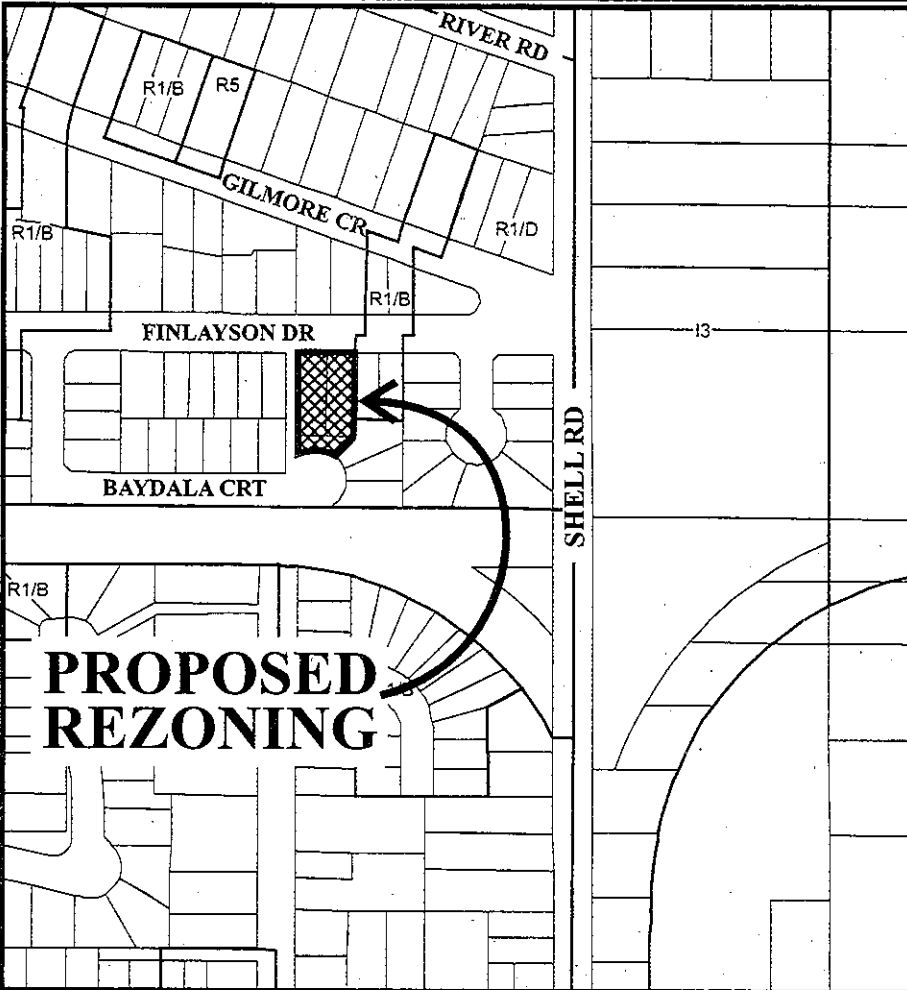 RIVER RD
R1/B
R5
GILMORE CR
R1/D
R1/B
R1/B
FINLAYSON DR
I3
SHELL RD
BAYDALA CRT
R1/B
PROPOSED
REZONING